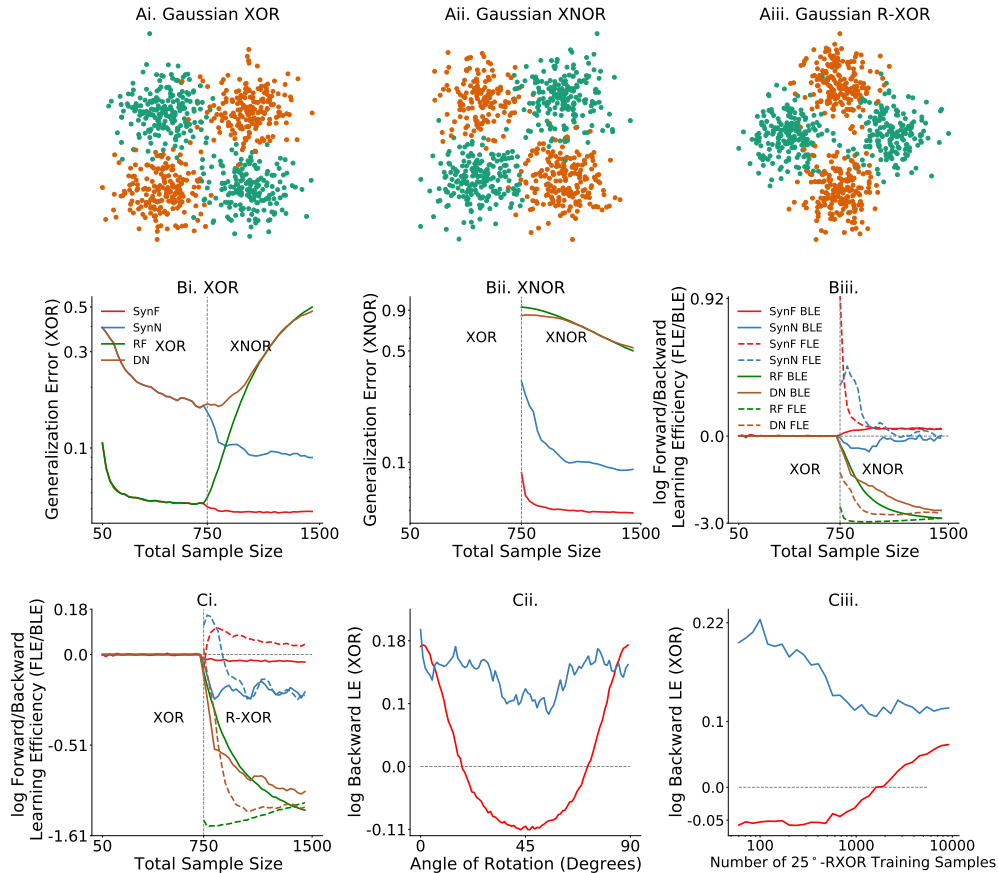 Ai. Gaussian XOR
Aii. Gaussian XNOR
Aiii. Gaussian R-XOR
Bi. XOR
Generalization Error (XOR)
0.5
0.3
0.1
SynF
SynN
RF
DN
XOR
XNOR
50
750
1500
Total Sample Size
Bii. XNOR
Generalization Error (XNOR)
0.9
0.5
0.1
XOR
XNOR
50
750
1500
Total Sample Size
Biii.
log Forward/Backward
Learning Efficiency (FLE/BLE)
0.92
0.0
-3.0
SynF BLE
SynN BLE
SynF FLE
SynN FLE
RF BLE
DN BLE
RF FLE
DN FLE
XOR
XNOR
50
750
1500
Total Sample Size
Ci.
log Forward/Backward
Learning Efficiency (FLE/BLE)
0.18
0.0
-0.51
-1.61
XOR
R-XOR
50
750
1500
Total Sample Size
Cii.
log Backward LE (XOR)
0.18
0.1
0.0
-0.11
0
45
90
Angle of Rotation (Degrees)
Ciii.
log Backward LE (XOR)
0.22
0.1
0.0
-0.05
100
1000
10000
Number of 25°-RXOR Training Samples